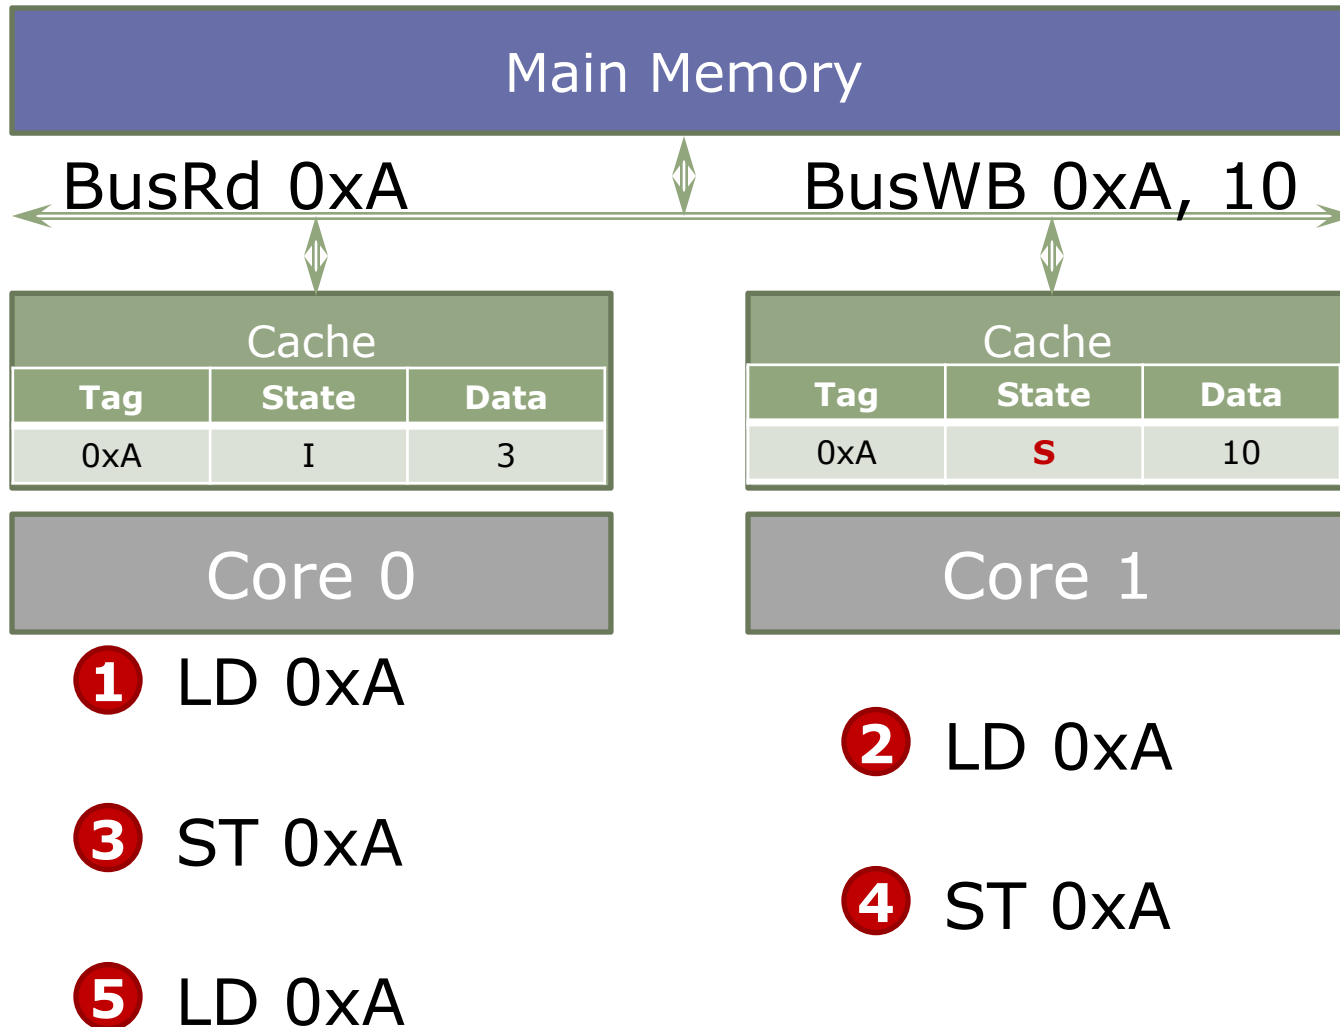 Main Memory
BusRd 0xA
BusWB 0xA, 10
Cache
Tag State Data
0xA I 3
Cache
Tag State Data
0xA S 10
Core 0
Core 1
1 LD 0xA
2 LD 0xA
3 ST 0xA
4 ST 0xA
5 LD 0xA